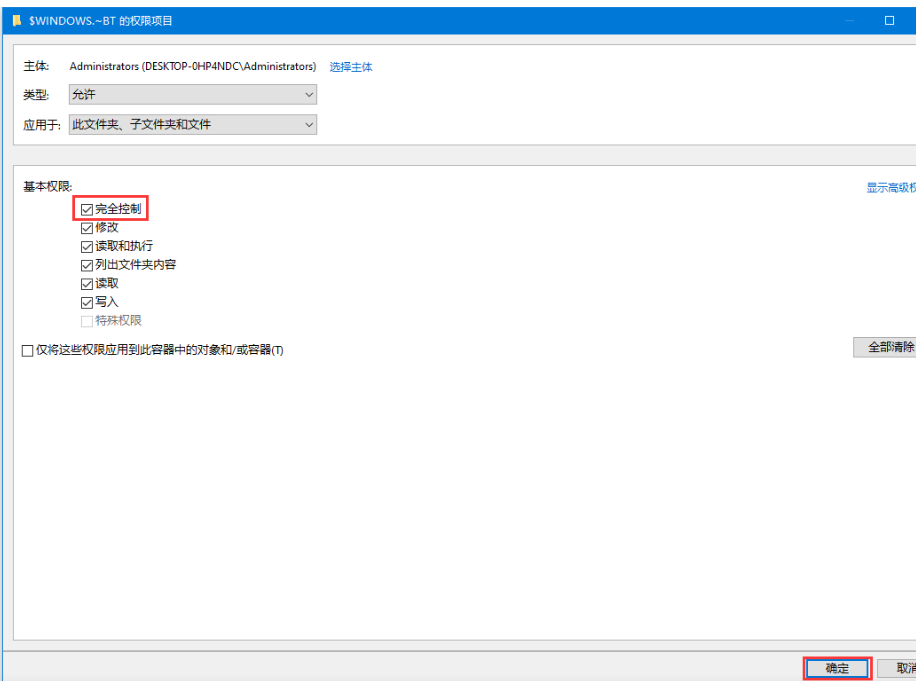 $WINDOWS.~BT 的权限项目
主体: Administrators (DESKTOP-0HP4NDC\Administrators) 选择主体
类型: 允许
应用于: 此文件夹、子文件夹和文件
基本权限: 显示高级权
完全控制
修改
读取和执行
列出文件夹内容
读取
写入
特殊权限
仅将这些权限应用到此容器中的对象和/或容器(T) 全部清除
确定 取消